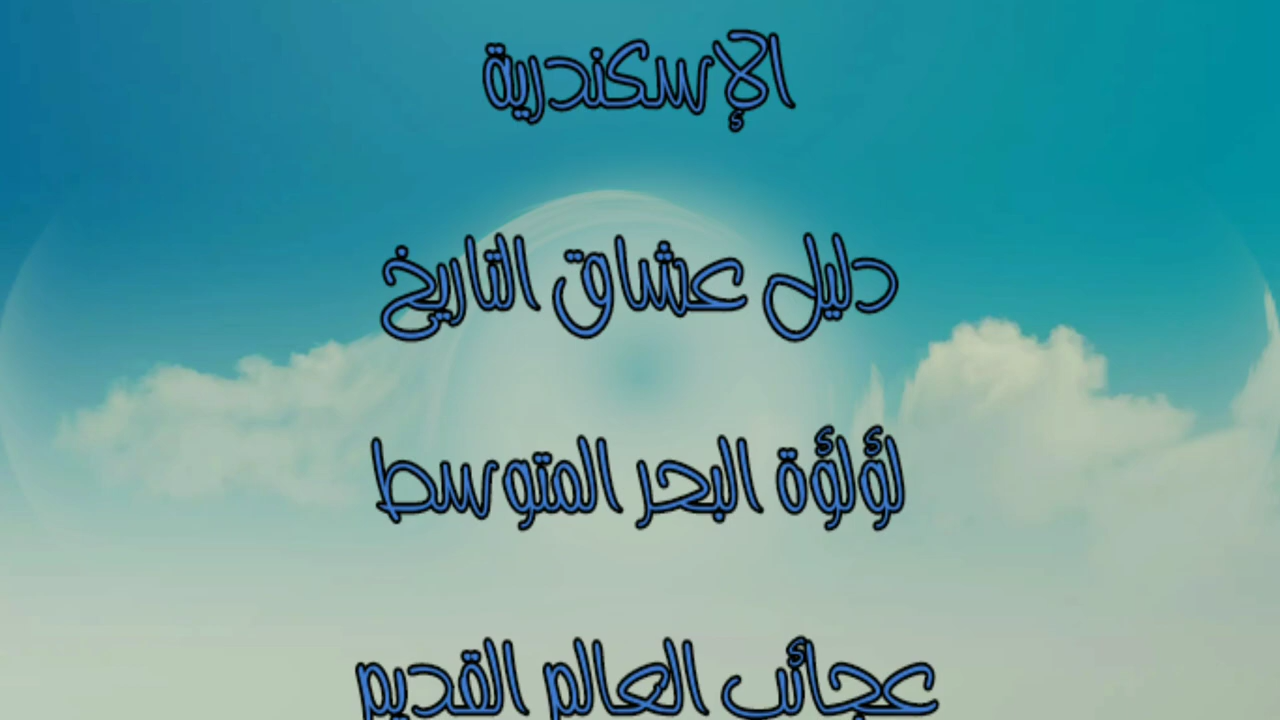 الإسكندرية
دليل عشاق التاريخ
لؤلؤة البحر المتوسط
عجائب العالم القديم